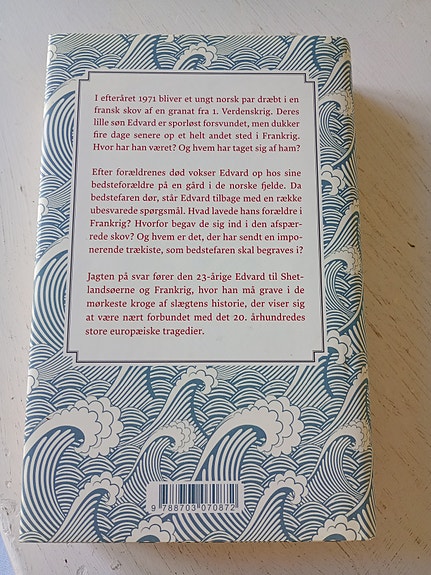 I efteråret 1971 bliver et ungt norsk par dræbt i en
fransk skov af en granat fra 1. Verdenskrig. Deres
lille søn Edvard er sporløst forsvundet, men dukker
fire dage senere op et helt andet sted i Frankrig.
Hvor har han været? Og hvem har taget sig af ham?
Efter forældrenes død vokser Edvard op hos sine
bedsteforældre på en gård i de norske fjelde. Da
bedstefaren dør, står Edvard tilbage med en række
ubesvarede spørgsmål. Hvad lavede hans forældre i
Frankrig? Hvorfor begav de sig ind i den afspær-
rede skov? Og hvem er det, der har sendt en impo-
nerende trækiste, som bedstefaren skal begraves i?
Jagten på svar fører den 23-årige Edvard til Shet-
landsøerne og Frankrig, hvor han må grave i de
mørkeste kroge af slægtens historie, der viser sig
at være nært forbundet med det 20. århundredes
store europæiske tragedier.
9 788703 070872